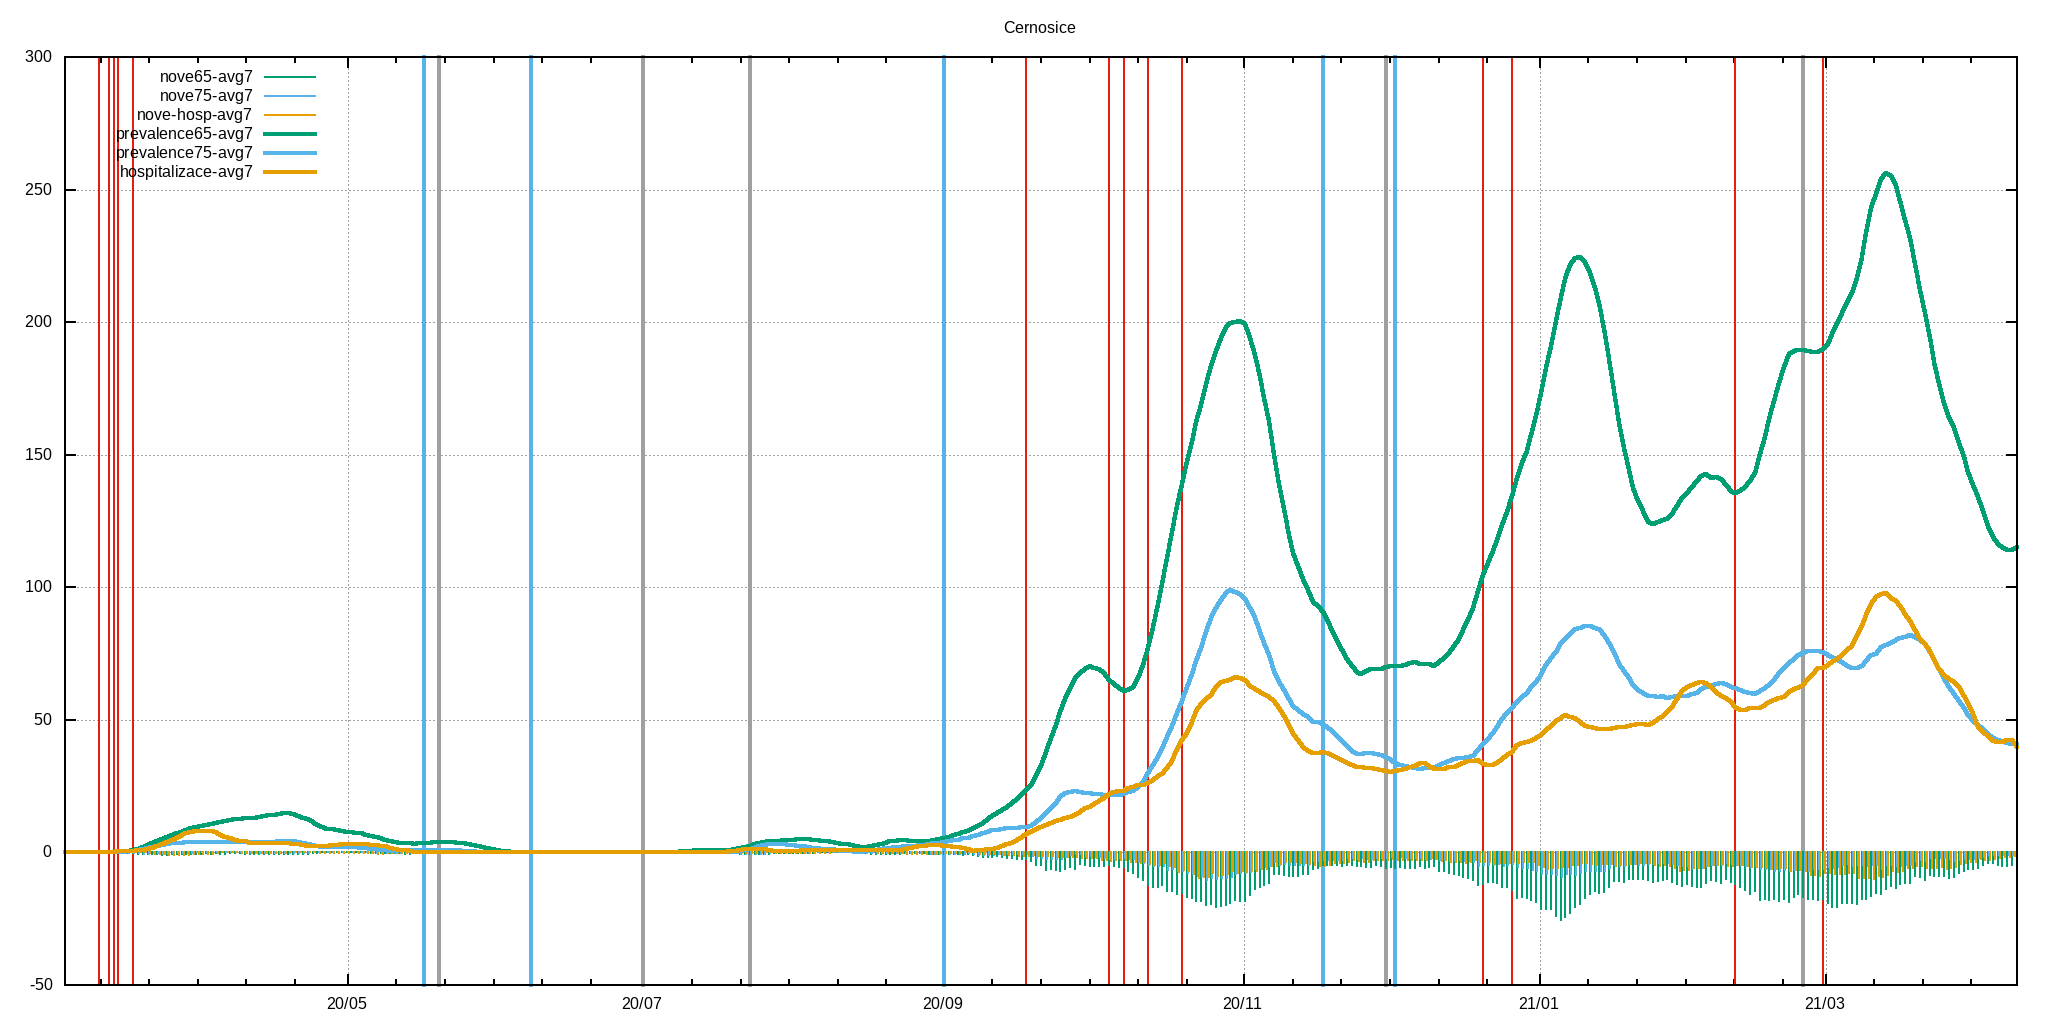 Cernosice
300
nove65-avg7
nove75-avg7
nove-hosp-avg7
prevalence65-avg7
prevalence75-avg7
hospitalizace-avg7
250
200
150
100
50
0
-50
20/05 20/07 20/09 20/11 21/01 21/03